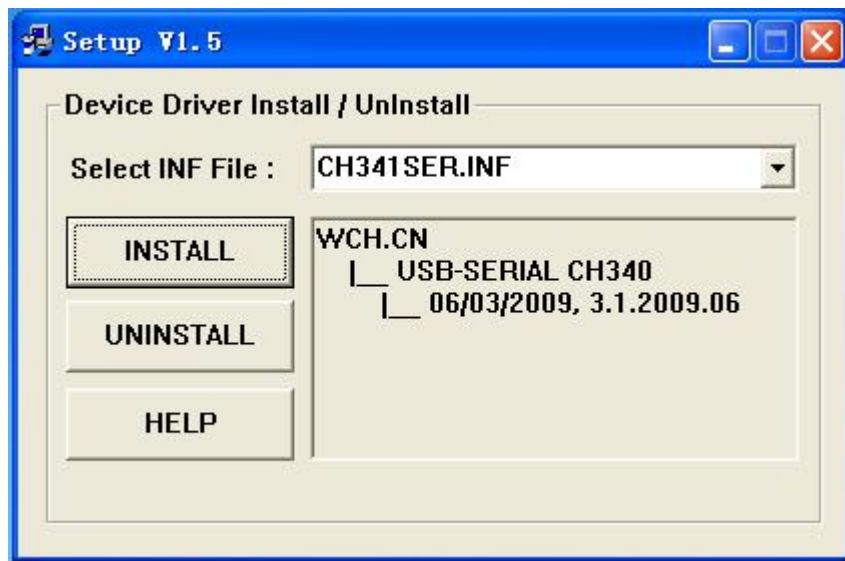 Setup V1.5
Device Driver Install / UnInstall
Select INF File :
CH341SER.INF
INSTALL
UNINSTALL
HELP
WCH.CN
|__ USB-SERIAL CH340
|__ 06/03/2009, 3.1.2009.06